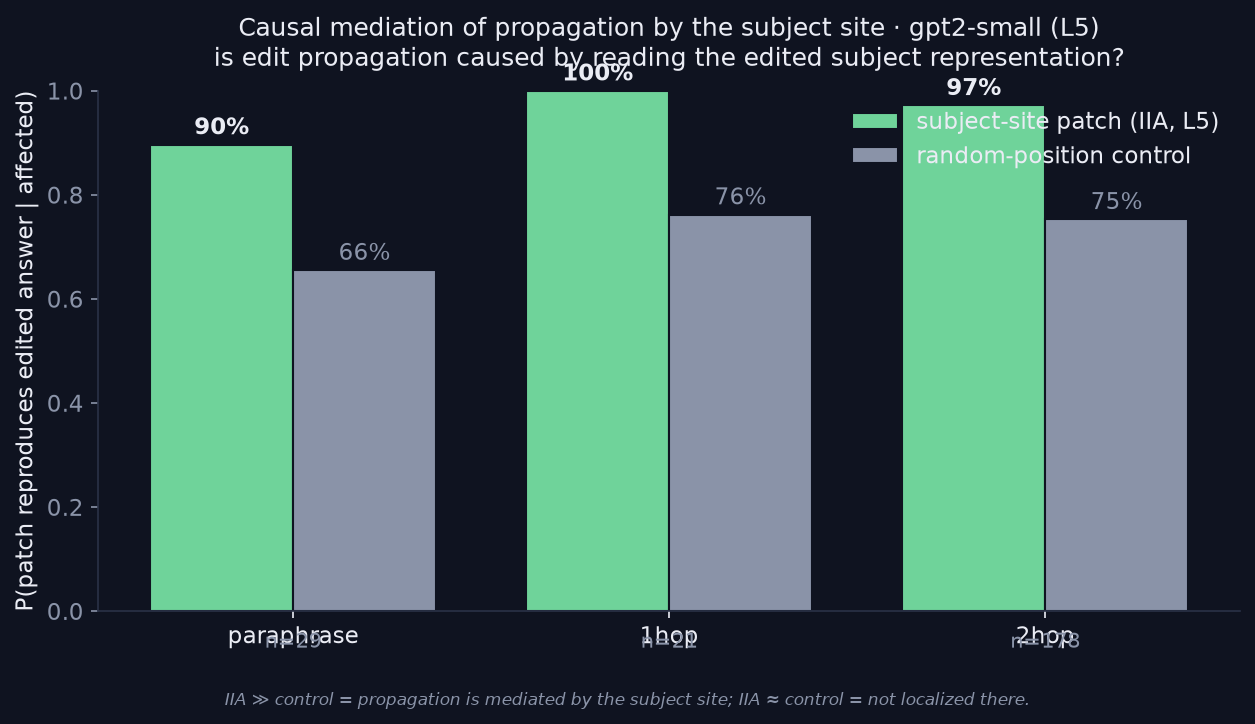 Causal mediation of propagation by the subject site · gpt2-small (L5)
is edit propagation caused by reading the edited subject representation?
P(patch reproduces edited answer | affected)
1.0
0.8
0.6
0.4
0.2
0.0
90%
66%
100%
76%
97%
75%
subject-site patch (IIA, L5)
random-position control
paraphrase
n=29
1hop
n=21
2hop
n=178
IIA ≫ control = propagation is mediated by the subject site; IIA ≈ control = not localized there.